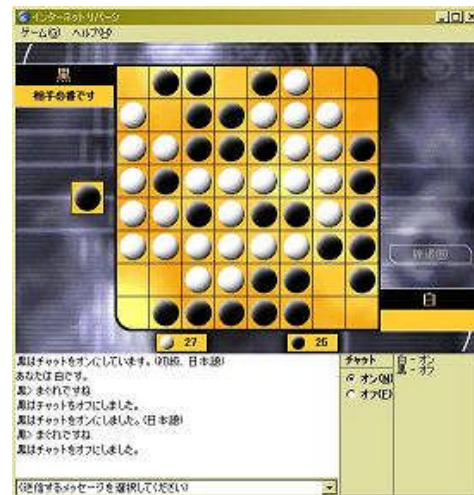 インターネット リバーシ
ゲーム(G) ヘルプ(H)
黒
相手の番です
白
27
25
黒はチャットをオンにしています。(初級、日本語)
あなたは 白です。
黒> まぐれですね
黒はチャットをオフにしました。
黒はチャットをオンにしました。(日本語)
黒> まぐれですね
黒はチャットをオフにしました。
[送信するメッセージを選択してください]
チャット
オン(N)
オフ(F)
白 - オン
黒 - オフ